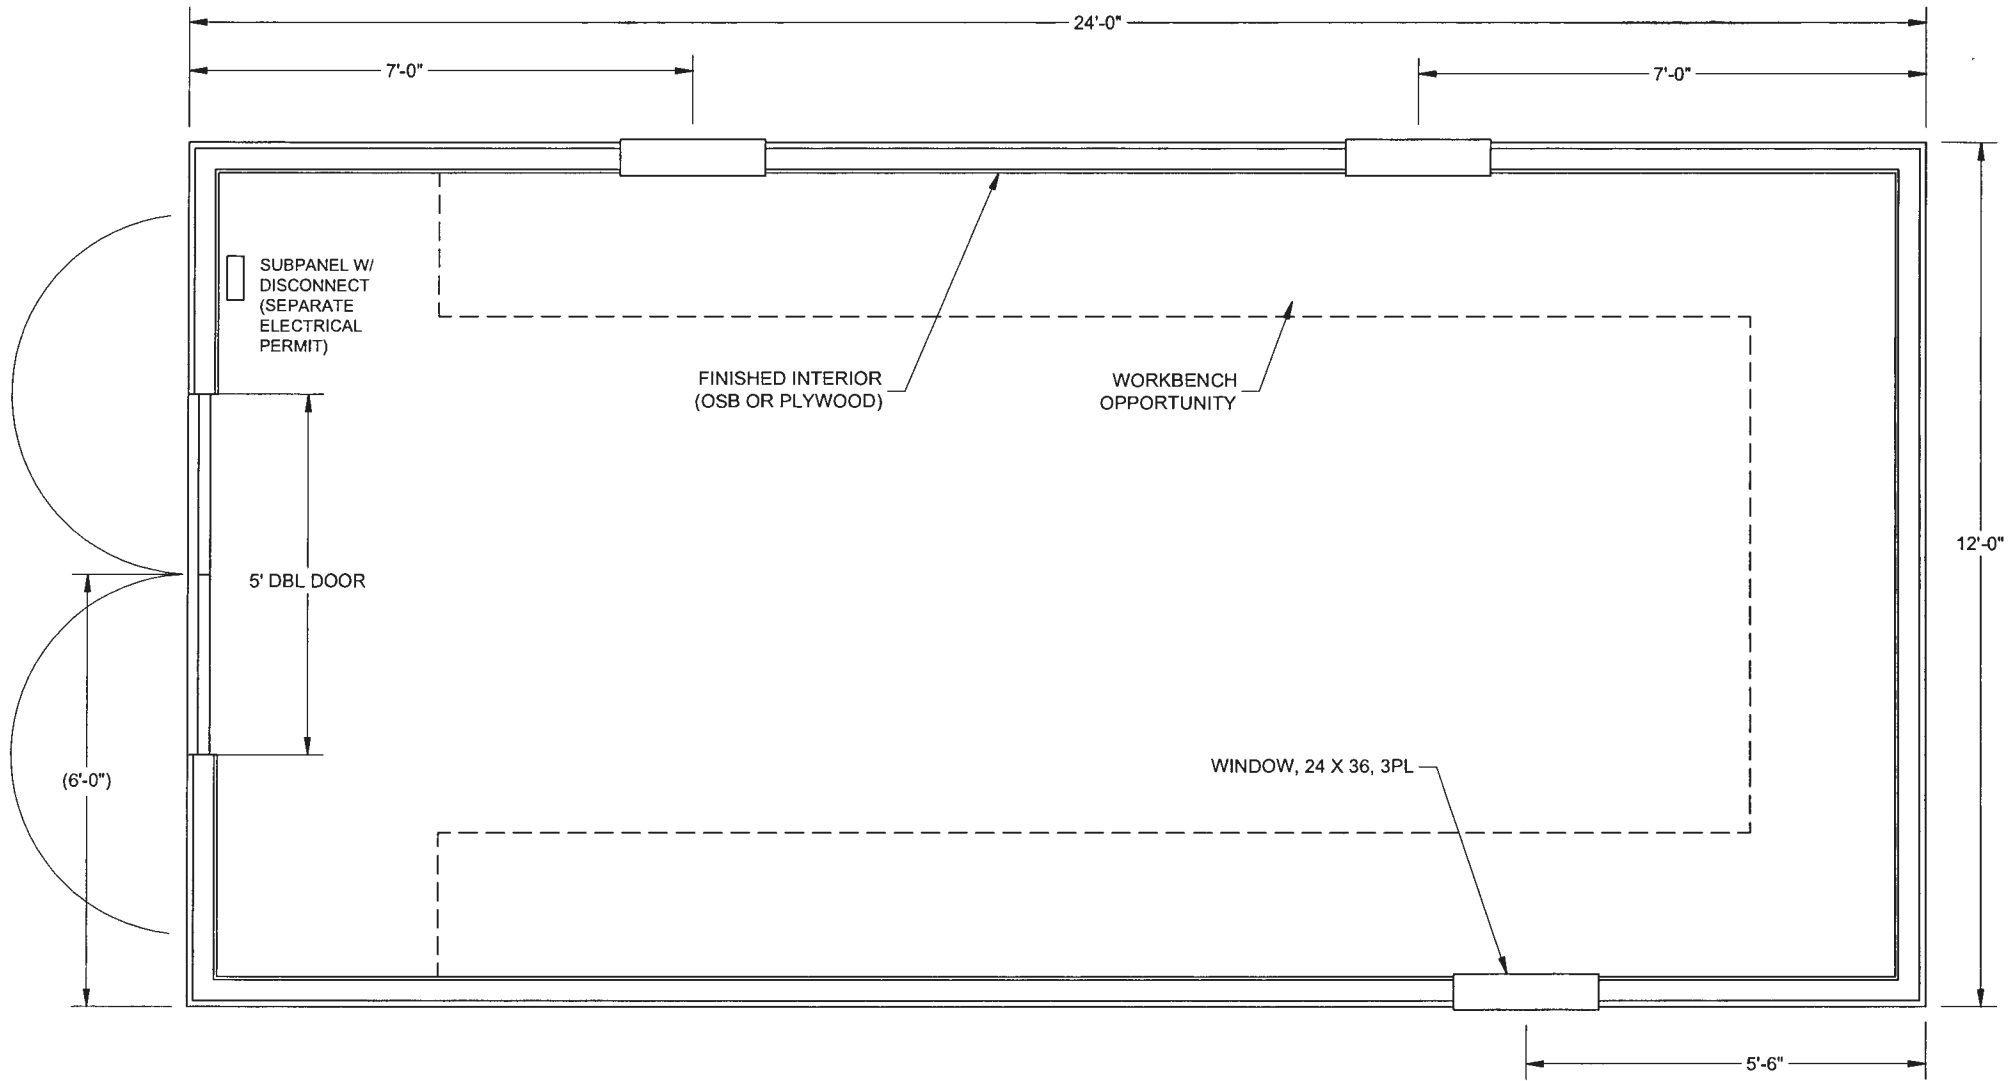 24'-0"
7'-0"
7'-0"
SUBPANEL W/
DISCONNECT
(SEPARATE
ELECTRICAL
PERMIT)
FINISHED INTERIOR
(OSB OR PLYWOOD)
WORKBENCH
OPPORTUNITY
12'-0"
5' DBL DOOR
(6'-0")
WINDOW, 24 X 36, 3PL
5'-6"